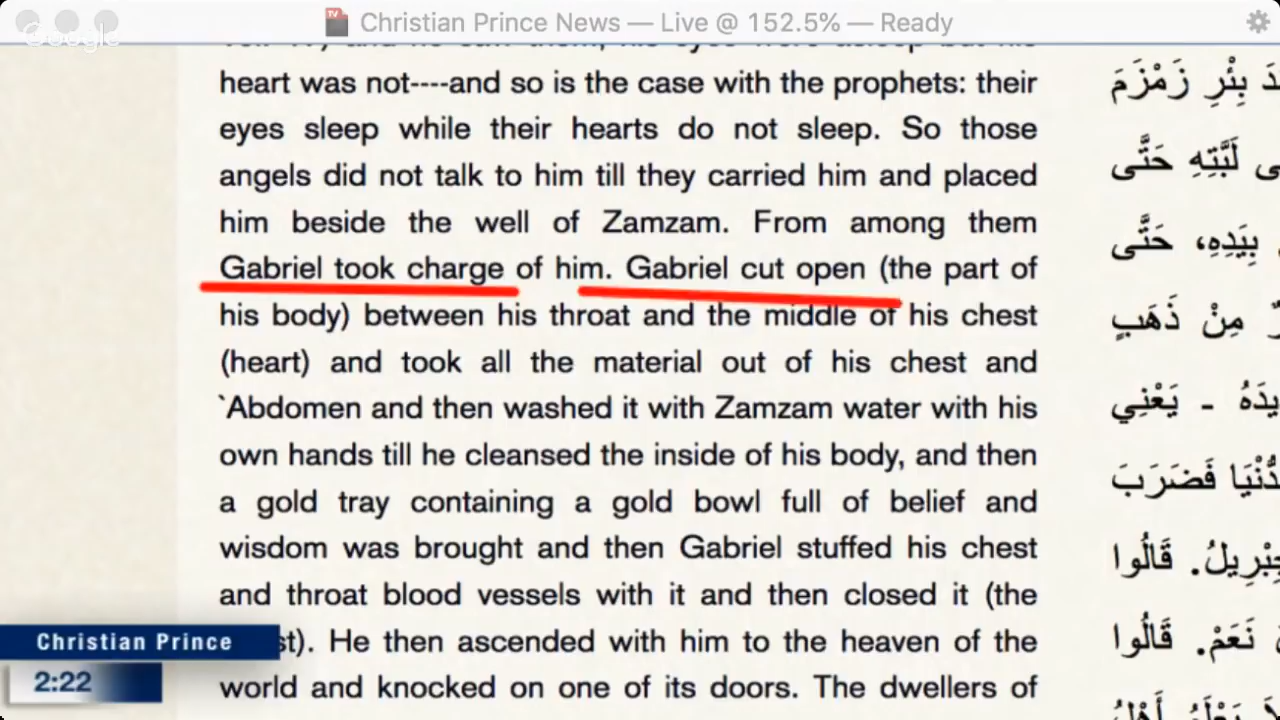 Christian Prince News — Live @ 152.5% — Ready
Google
heart was not----and so is the case with the prophets: their
eyes sleep while their hearts do not sleep. So those
angels did not talk to him till they carried him and placed
him beside the well of Zamzam. From among them
Gabriel took charge of him. Gabriel cut open (the part of
his body) between his throat and the middle of his chest
(heart) and took all the material out of his chest and
`Abdomen and then washed it with Zamzam water with his
own hands till he cleansed the inside of his body, and then
a gold tray containing a gold bowl full of belief and
wisdom was brought and then Gabriel stuffed his chest
and throat blood vessels with it and then closed it (the
st). He then ascended with him to the heaven of the
world and knocked on one of its doors. The dwellers of
بِئْرِ زَمْزَمَ
لَبَّتِهِ حَتَّى
بِيَدِهِ، حَتَّى
مِنْ ذَهَبٍ
يدَهُ ـ يَعْنِي
الدُّنْيَا فَضَرَبَ
جِبْرِيلُ. قَالُوا
نَعَمْ. قَالُوا
أَهْلُ
Christian Prince
2:22